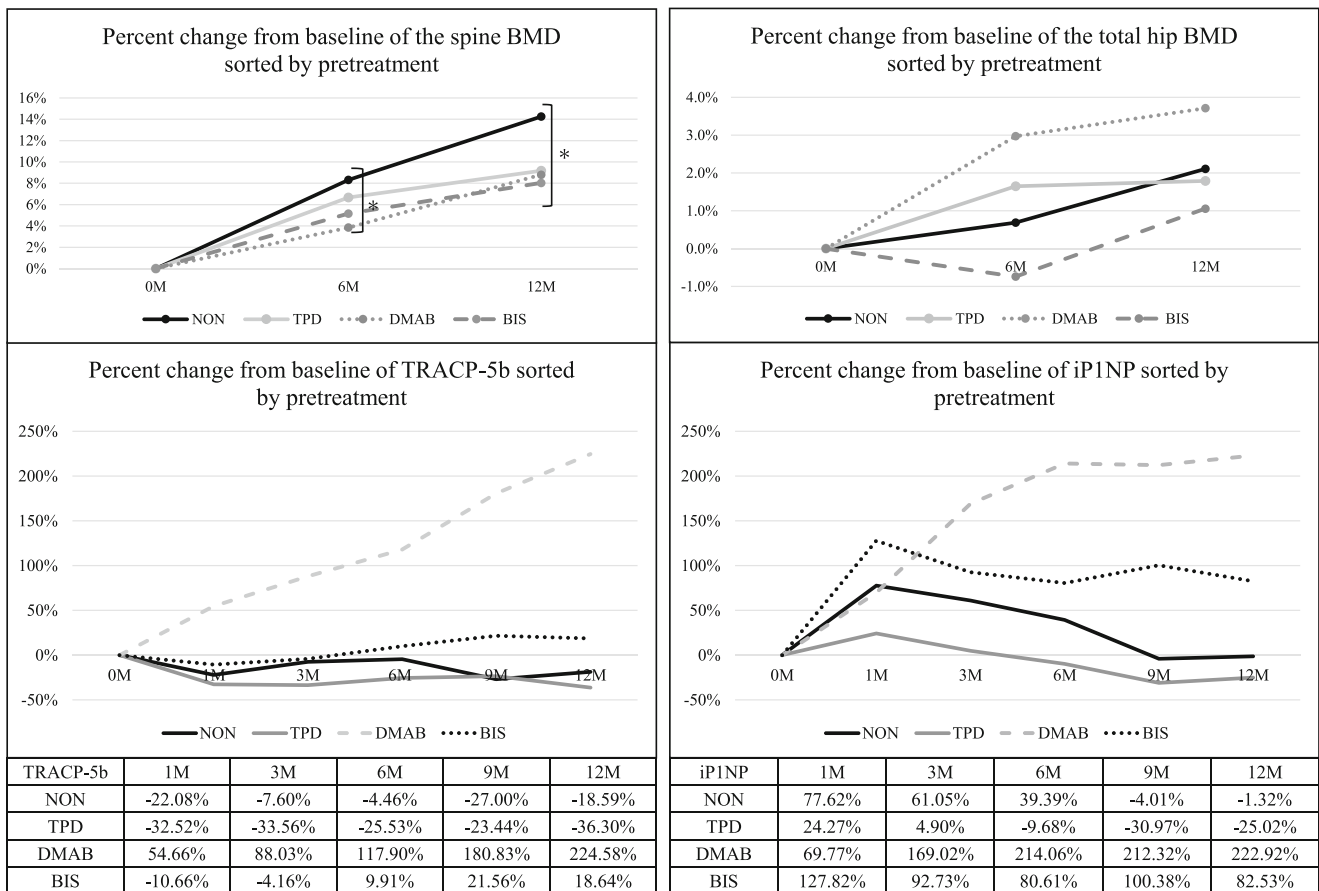 Percent change from baseline of the spine BMD
sorted by pretreatment
16%
14%
12%
10%
8%
6%
4%
2%
0%
*
*
0M 6M 12M
NON TPD DMAB BIS
Percent change from baseline of the total hip BMD
sorted by pretreatment
4.0%
3.0%
2.0%
1.0%
0.0%
-1.0%
0M 6M 12M
NON TPD DMAB BIS
Percent change from baseline of TRACP-5b sorted
by pretreatment
250%
200%
150%
100%
50%
0%
-50%
0M 1M 3M 6M 9M 12M
NON TPD DMAB BIS
TRACP-5b 1M 3M 6M 9M 12M
NON -22.08% -7.60% -4.46% -27.00% -18.59%
TPD -32.52% -33.56% -25.53% -23.44% -36.30%
DMAB 54.66% 88.03% 117.90% 180.83% 224.58%
BIS -10.66% -4.16% 9.91% 21.56% 18.64%
Percent change from baseline of iP1NP sorted by
pretreatment
250%
200%
150%
100%
50%
0%
-50%
0M 1M 3M 6M 9M 12M
NON TPD DMAB BIS
iP1NP 1M 3M 6M 9M 12M
NON 77.62% 61.05% 39.39% -4.01% -1.32%
TPD 24.27% 4.90% -9.68% -30.97% -25.02%
DMAB 69.77% 169.02% 214.06% 212.32% 222.92%
BIS 127.82% 92.73% 80.61% 100.38% 82.53%